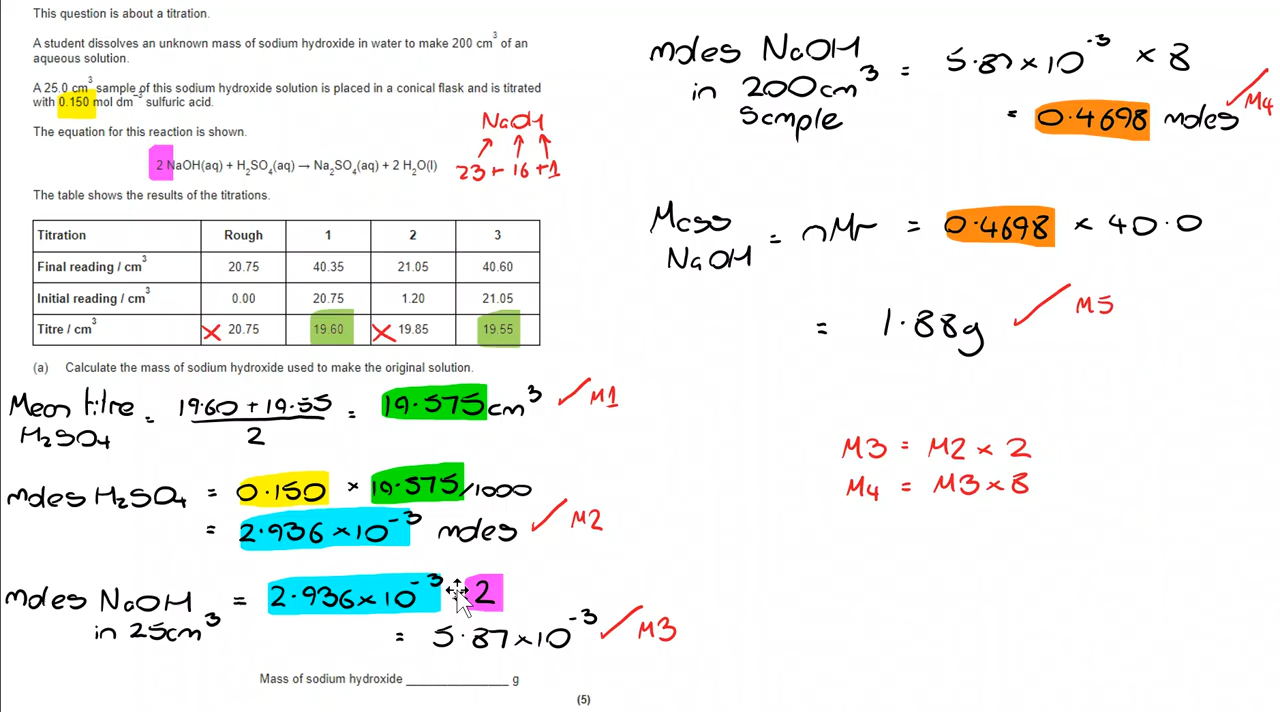 This question is about a titration.
A student dissolves an unknown mass of sodium hydroxide in water to make 200 cm³ of an
aqueous solution.
A 25.0 cm³ sample of this sodium hydroxide solution is placed in a conical flask and is titrated
with 0.150 mol dm⁻³ sulfuric acid.
The equation for this reaction is shown.
NaOH
23 + 16 + 1
2 NaOH(aq) + H₂SO₄(aq) → Na₂SO₄(aq) + 2 H₂O(l)
The table shows the results of the titrations.
Titration Rough 1 2 3
Final reading / cm³ 20.75 40.35 21.05 40.60
Initial reading / cm³ 0.00 20.75 1.20 21.05
Titre / cm³ 20.75 19.60 19.85 19.55
(a) Calculate the mass of sodium hydroxide used to make the original solution.
Mean titre H₂SO₄ = 19.60 + 19.55 / 2 = 19.575 cm³ ✓ M1
moles H₂SO₄ = 0.150 × 19.575/1000
= 2.936 × 10⁻³ moles ✓ M2
moles NaOH in 25cm³ = 2.936 × 10⁻³ × 2
= 5.87 × 10⁻³ ✓ M3
Mass of sodium hydroxide ________________ g
(5)
moles NaOH in 200cm³ sample = 5.87 × 10⁻³ × 8
= 0.4698 moles ✓ M4
Mass NaOH = nMr = 0.4698 × 40.0
= 1.88g ✓ M5
M3 = M2 × 2
M4 = M3 × 8